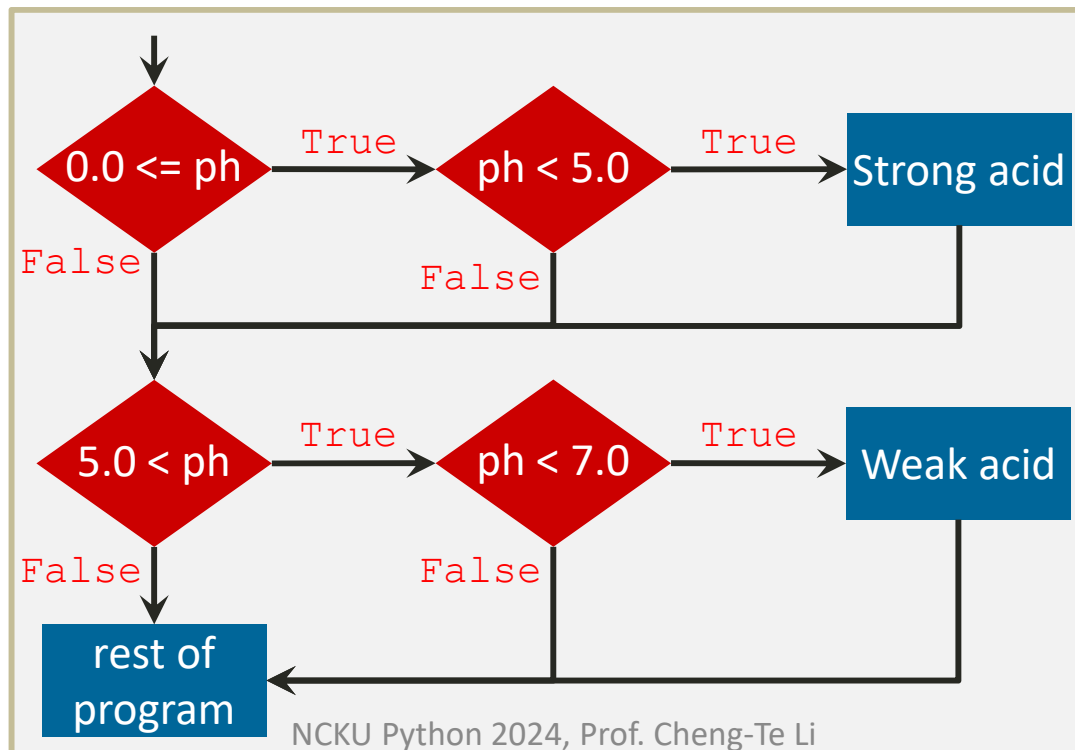 True
True
0.0 <= ph
ph < 5.0
Strong acid
False
False
True
True
5.0 < ph
ph < 7.0
Weak acid
False
False
rest of
program
NCKU Python 2024, Prof. Cheng-Te Li